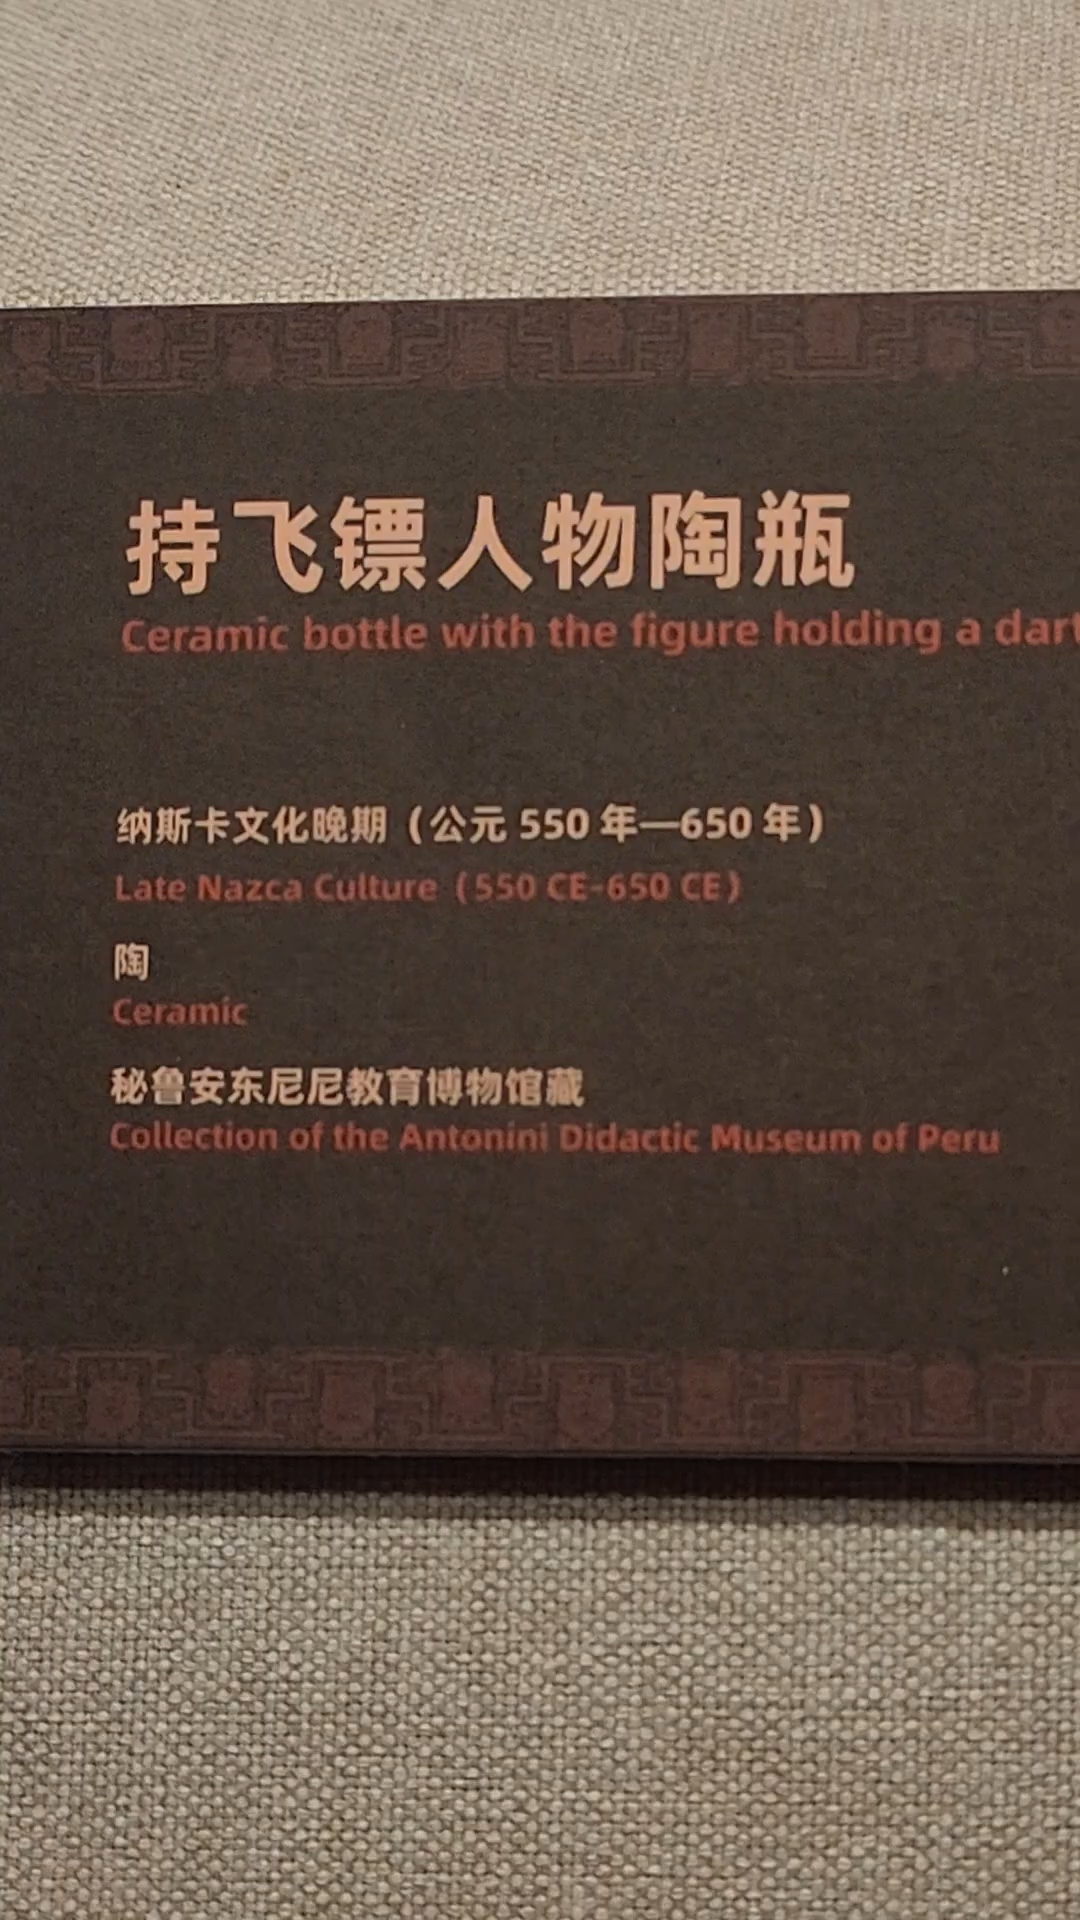 持飞镖人物陶瓶
Ceramic bottle with the figure holding a dart
纳斯卡文化晚期（公元 550 年—650 年）
Late Nazca Culture (550 CE-650 CE)
陶
Ceramic
秘鲁安东尼尼教育博物馆藏
Collection of the Antonini Didactic Museum of Peru